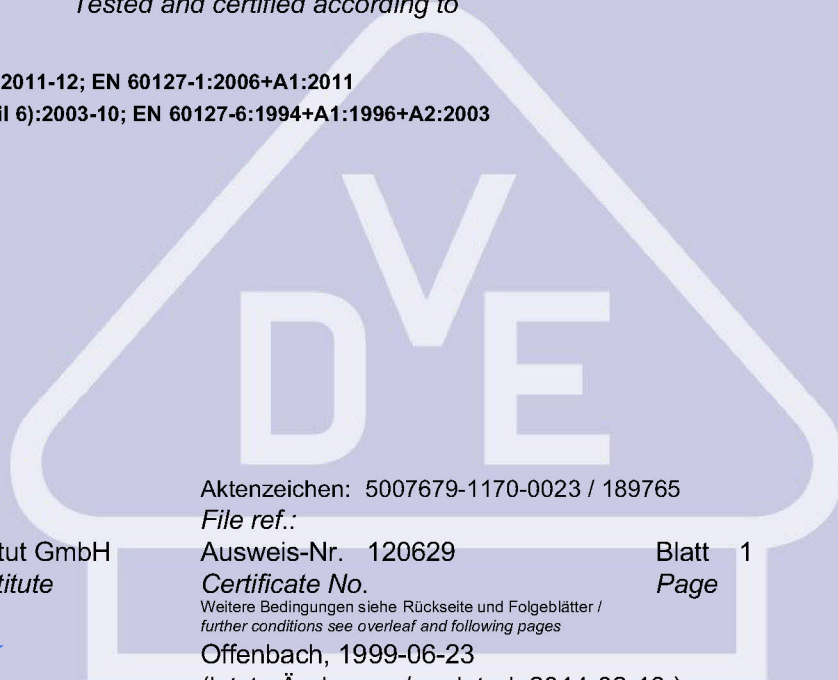 Tested and certified according to
2011-12; EN 60127-1:2006+A1:2011
il 6):2003-10; EN 60127-6:1994+A1:1996+A2:2003
VDE
Aktenzeichen: 5007679-1170-0023 / 189765
File ref.:
tut GmbH Ausweis-Nr. 120629 Blatt 1
titute Certificate No. Page
Weitere Bedingungen siehe Rückseite und Folgeblätter /
further conditions see overleaf and following pages
Offenbach, 1999-06-23